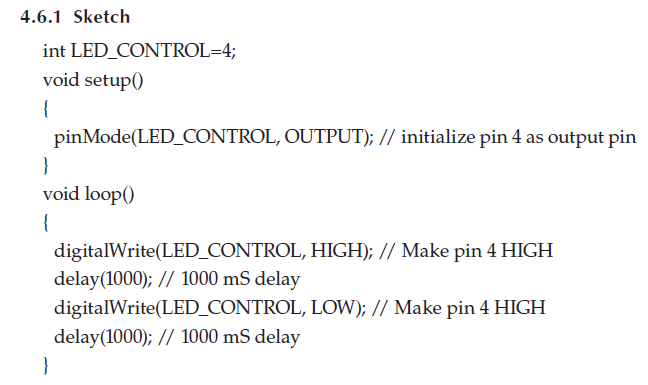 4.6.1 Sketch
int LED_CONTROL=4;
void setup()
{
pinMode(LED_CONTROL, OUTPUT); // initialize pin 4 as output pin
}
void loop()
{
digitalWrite(LED_CONTROL, HIGH); // Make pin 4 HIGH
delay(1000); // 1000 mS delay
digitalWrite(LED_CONTROL, LOW); // Make pin 4 HIGH
delay(1000); // 1000 mS delay
}